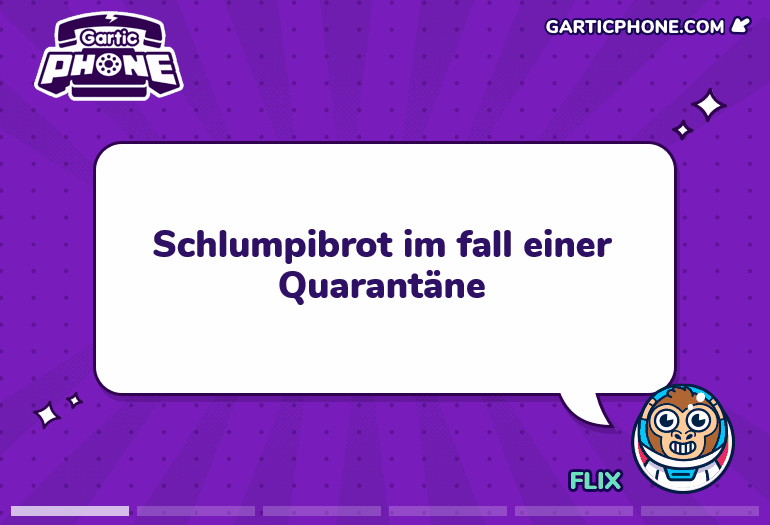 Gartic
PHONE
GARTICPHONE.COM
Schlumpibrot im fall einer
Quarantäne
FLIX